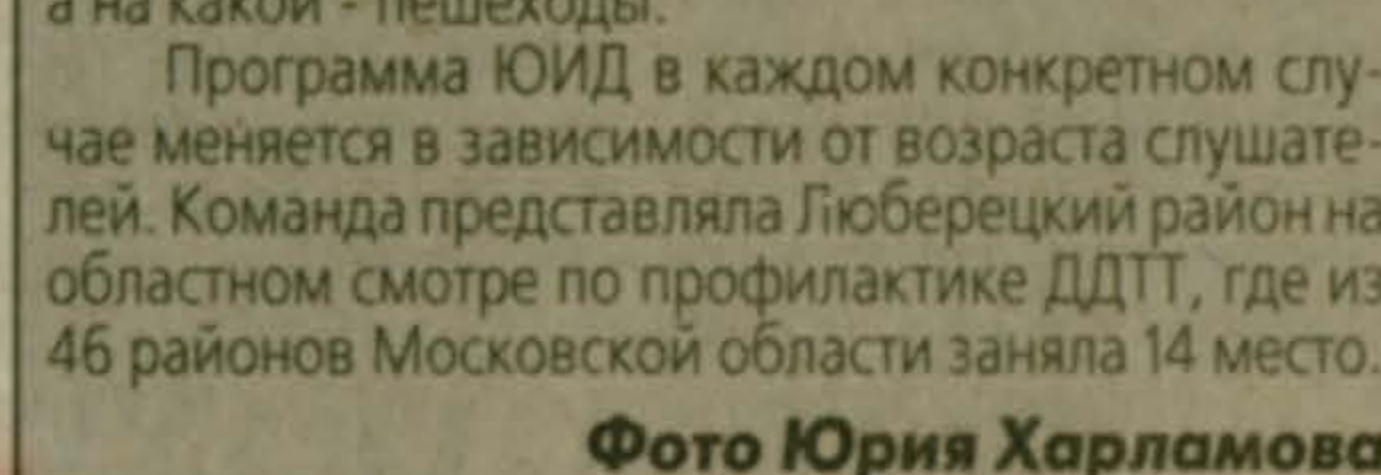 а на какой - пешеходы.
Программа ЮИД в каждом конкретном слу-
чае меняется в зависимости от возраста слушате-
лей. Команда представляла Люберецкий район на
областном смотре по профилактике ДДТТ, где из
46 районов Московской области заняла 14 место.
Фото Юрия Харламова